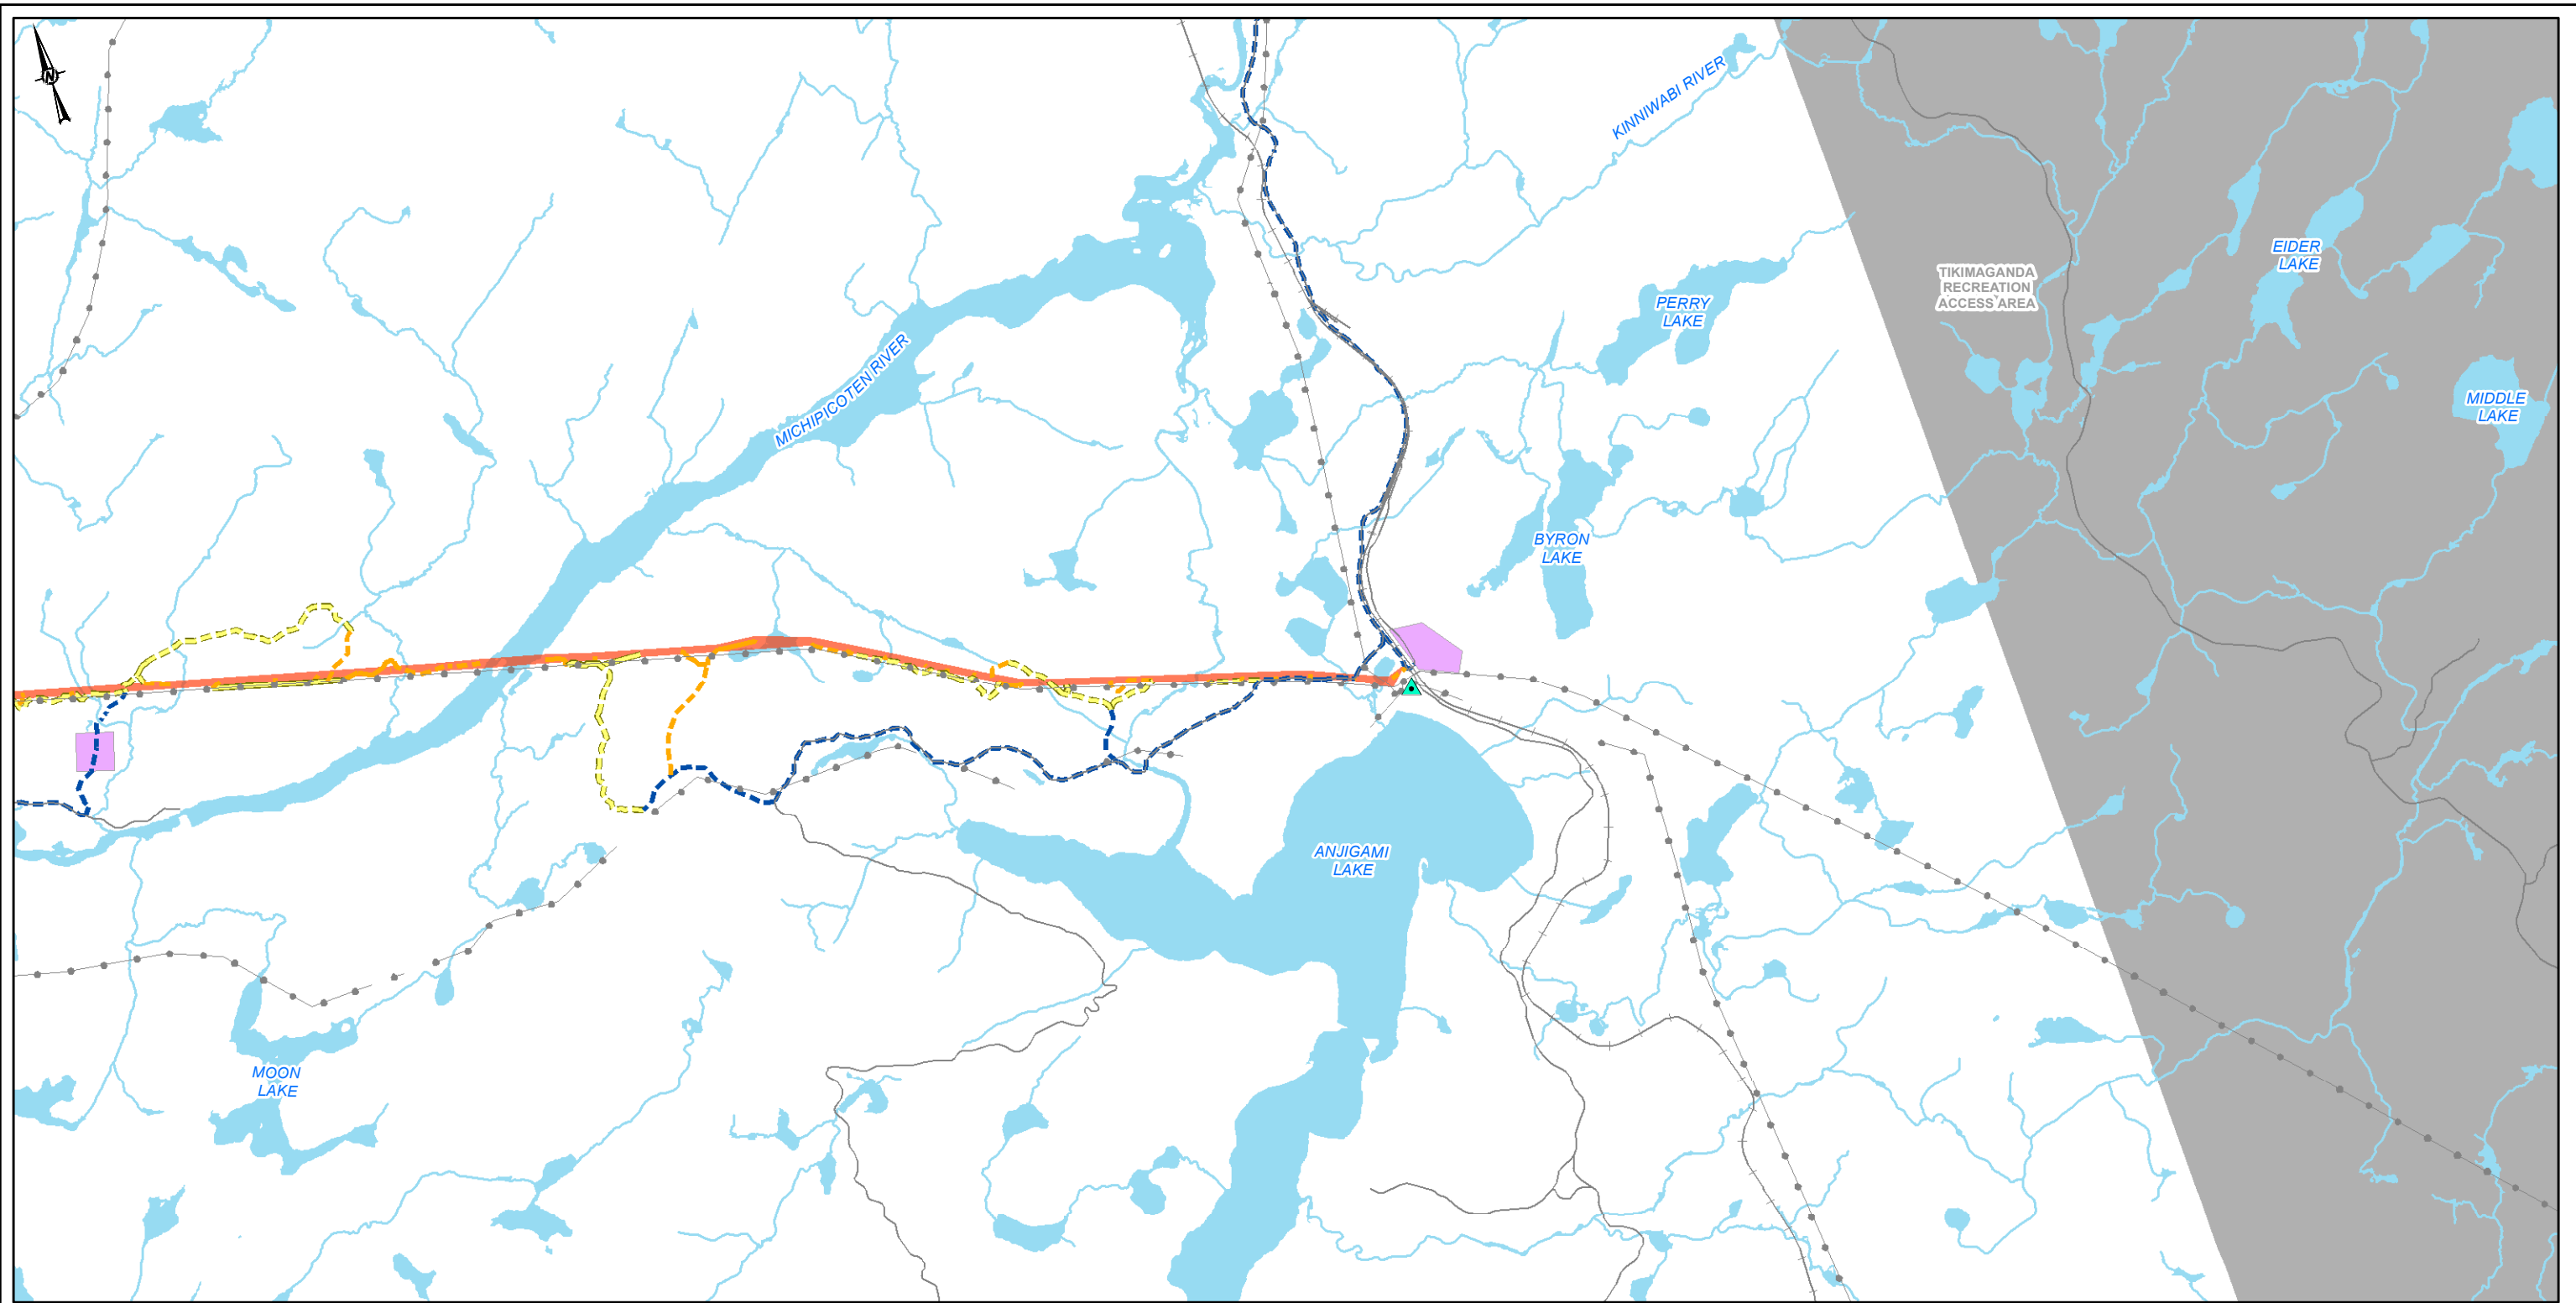 N
KINNIWABI RIVER
EIDER
LAKE
TIKIMAGANDA
RECREATION
ACCESS AREA
PERRY
LAKE
MICHIPICOTEN RIVER
MIDDLE
LAKE
BYRON
LAKE
ANJIGAMI
LAKE
MOON
LAKE